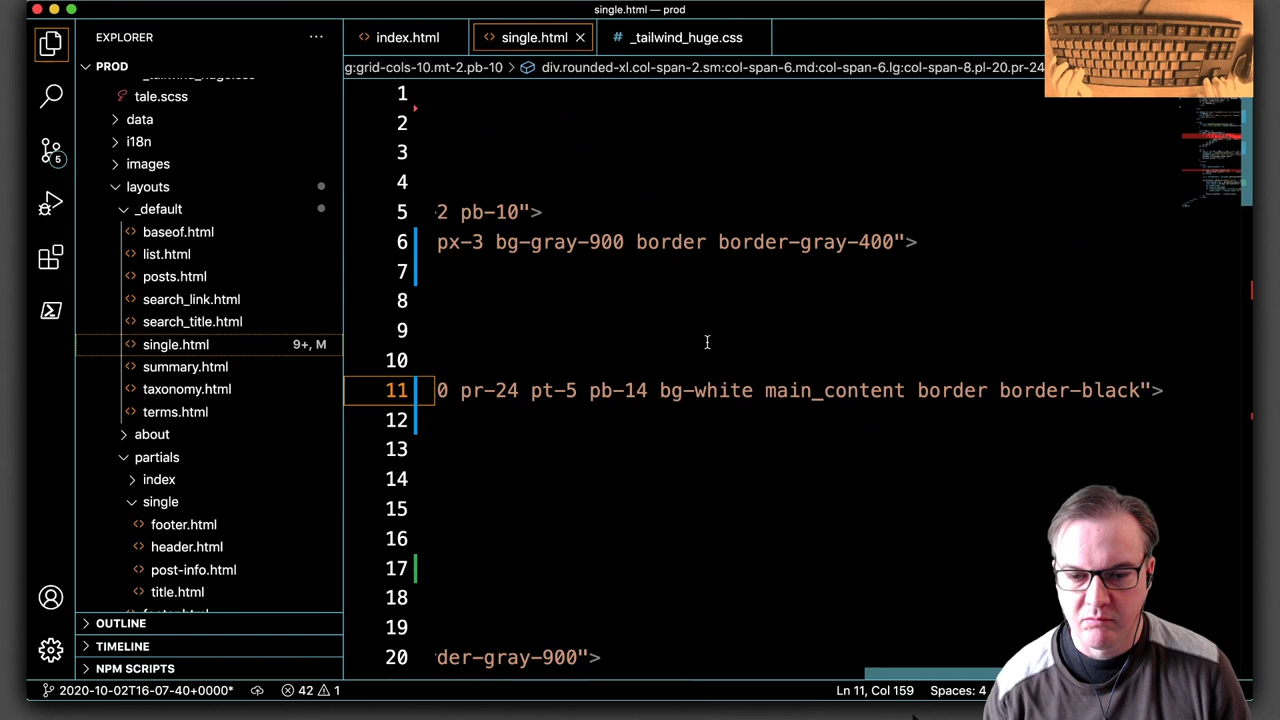 single.html — prod
EXPLORER
index.html
single.html
# _tailwind_huge.css
PROD
g:grid-cols-10.mt-2.pb-10 > div.rounded-xl.col-span-2.sm:col-span-6.md:col-span-6.lg:col-span-8.pl-20.pr-24
_tailwind_huge.css
tale.scss
data
i18n
images
layouts
_default
baseof.html
list.html
posts.html
search_link.html
search_title.html
single.html 9+, M
summary.html
taxonomy.html
terms.html
about
partials
index
single
footer.html
header.html
post-info.html
title.html
footer.html
OUTLINE
TIMELINE
NPM SCRIPTS
5
1
2
3
4
5 2 pb-10">
6 px-3 bg-gray-900 border border-gray-400">
7
8
9
10
11 0 pr-24 pt-5 pb-14 bg-white main_content border border-black">
12
13
14
15
16
17
18
19
20 der-gray-900">
2020-10-02T16-07-40+0000* 42 1
Ln 11, Col 159 Spaces: 4